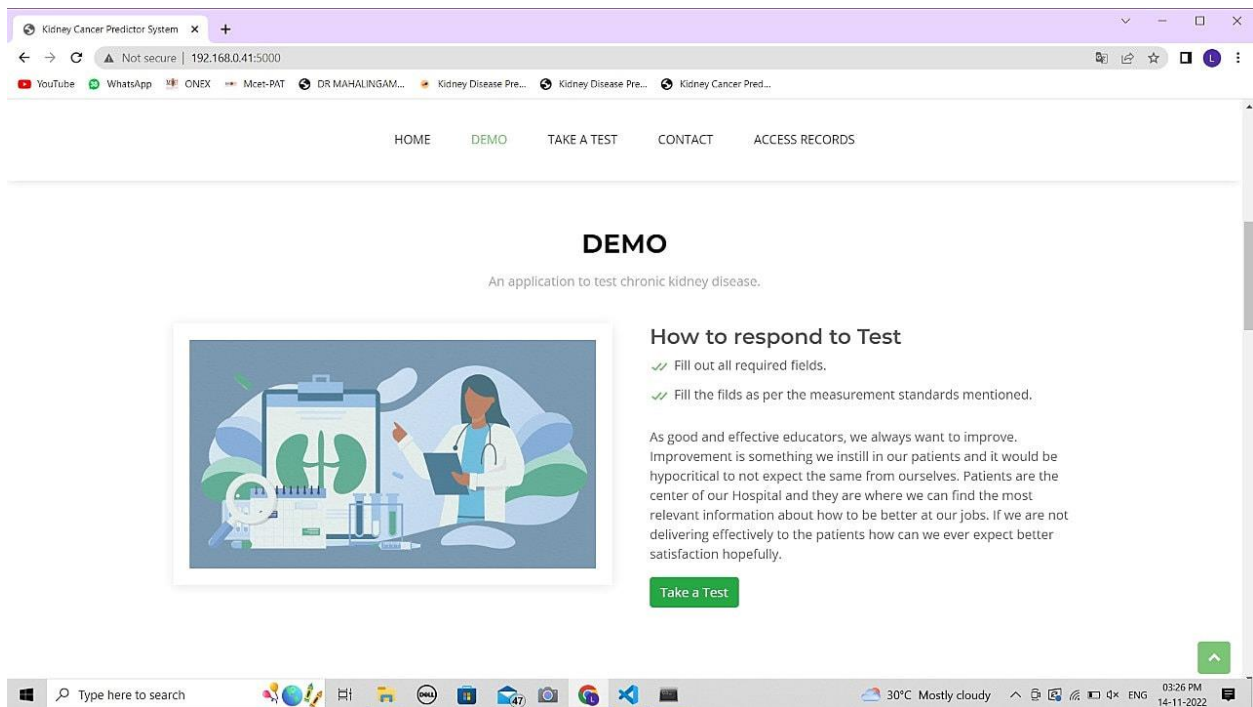 Kidney Cancer Predictor System
Not secure | 192.168.0.41:5000
YouTube WhatsApp ONEX Mcet-PAT DR MAHALINGAM... Kidney Disease Pre... Kidney Disease Pre... Kidney Cancer Pred...
HOME DEMO TAKE A TEST CONTACT ACCESS RECORDS
DEMO
An application to test chronic kidney disease.
How to respond to Test
Fill out all required fields.
Fill the filds as per the measurement standards mentioned.
As good and effective educators, we always want to improve.
Improvement is something we instill in our patients and it would be
hypocritical to not expect the same from ourselves. Patients are the
center of our Hospital and they are where we can find the most
relevant information about how to be better at our jobs. If we are not
delivering effectively to the patients how can we ever expect better
satisfaction hopefully.
Take a Test
Type here to search DELL 47 30°C Mostly cloudy ENG 03:26 PM
14-11-2022